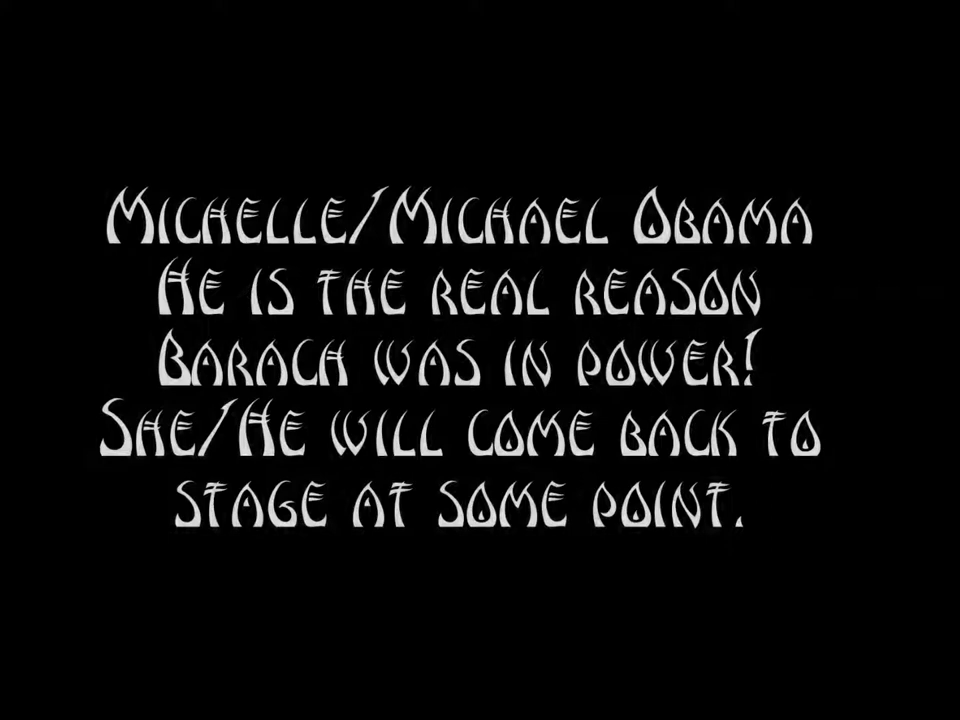 Michelle/Michael Obama
He is the real reason
Barach was in power!
She/He will come back to
stage at some point.